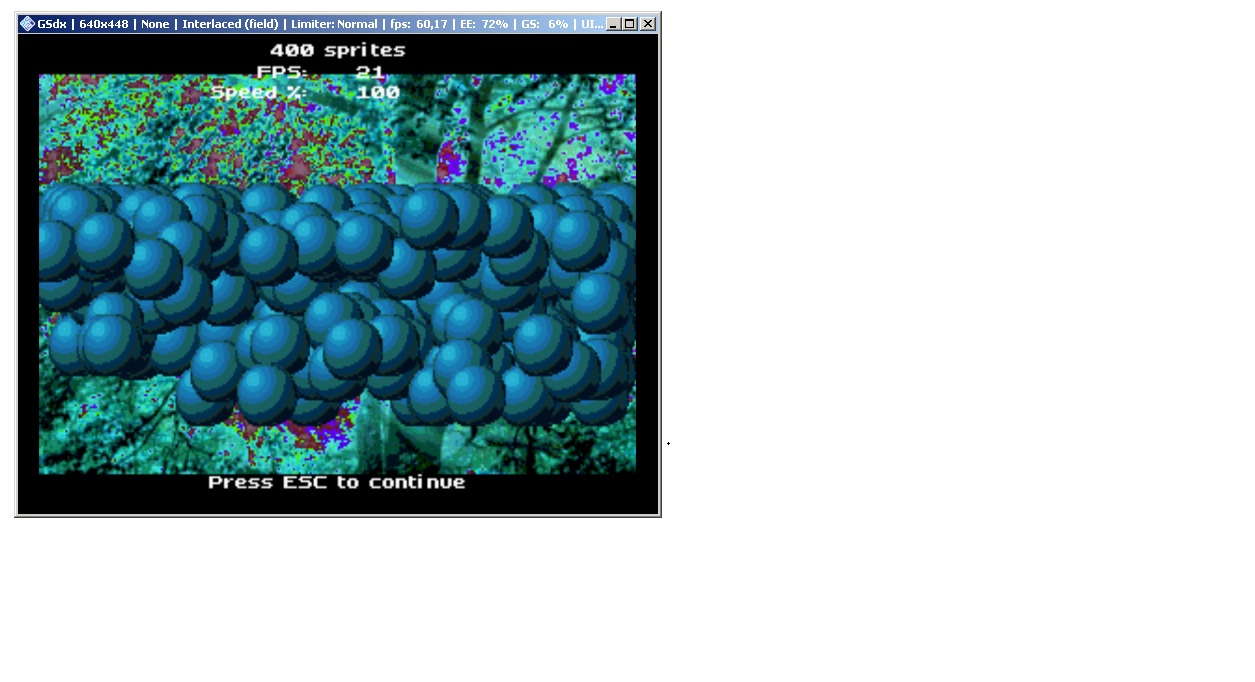 GSdx | 640x448 | None | Interlaced (field) | Limiter: Normal | fps: 60,17 | EE: 72% | GS: 6% | UI...
400 sprites
FPS: 21
Speed %: 100
Press ESC to continue